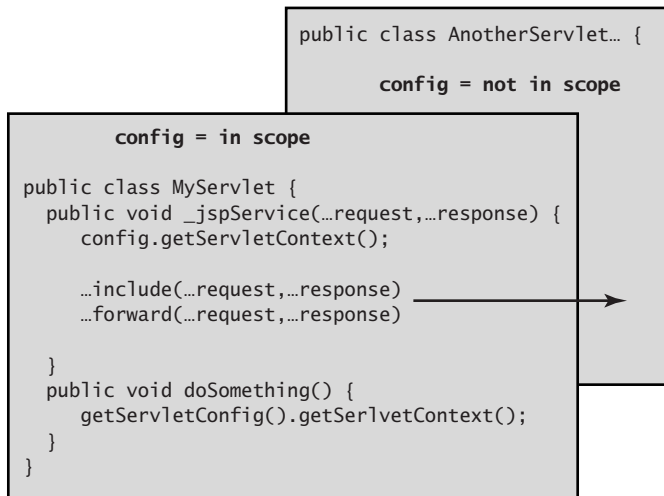 public class AnotherServlet… {
config = not in scope
config = in scope
public class MyServlet {
public void _jspService(…request,…response) {
config.getServletContext();
…include(…request,…response)
…forward(…request,…response)
}
public void doSomething() {
getServletConfig().getSerlvetContext();
}
}